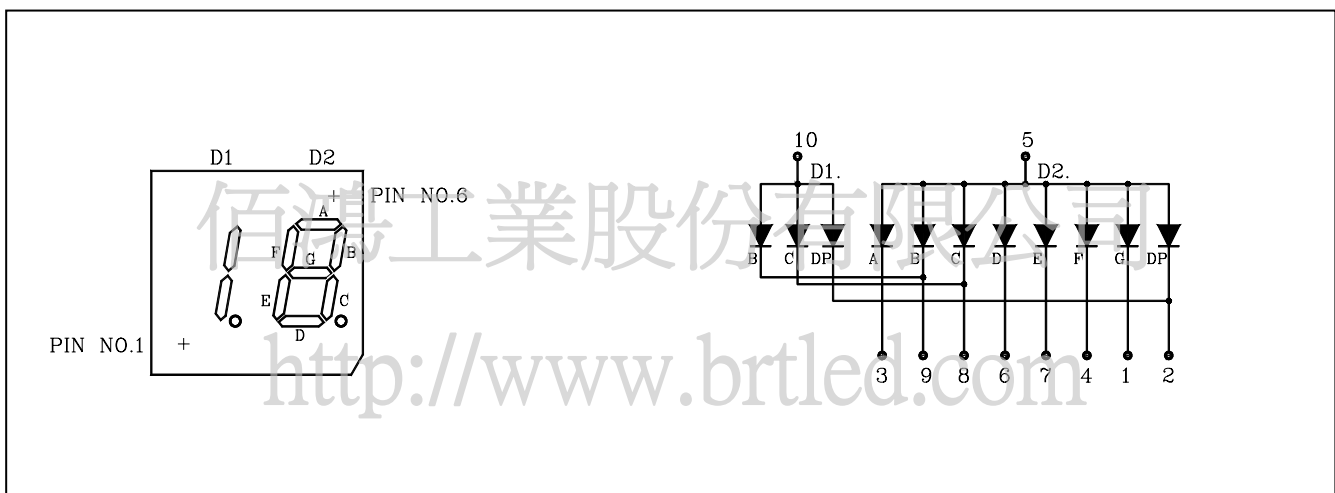 D1 D2
PIN NO.6
A
F B
G
E C
D
PIN NO.1
10 5
D1. D2.
B C DP A B C D E F G DP
3 9 8 6 7 4 1 2
佰鴻工業股份有限公司
http://www.brtled.com